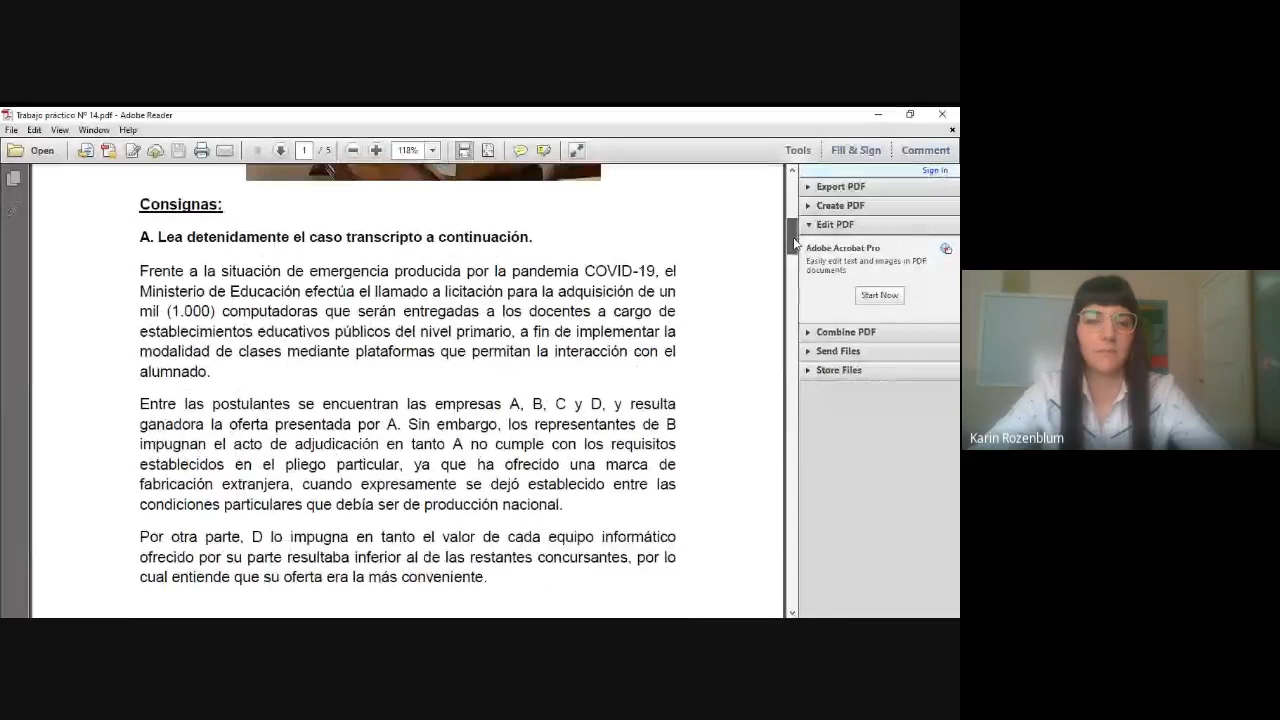 Trabajo práctico Nº 14.pdf - Adobe Reader
File Edit View Window Help
Open 1 / 5 118% Tools Fill & Sign Comment
Sign In
Export PDF
Create PDF
Edit PDF
Adobe Acrobat Pro
Easily edit text and images in PDF
documents
Start Now
Combine PDF
Send Files
Store Files
Consignas:
A. Lea detenidamente el caso transcripto a continuación.
Frente a la situación de emergencia producida por la pandemia COVID-19, el
Ministerio de Educación efectúa el llamado a licitación para la adquisición de un
mil (1.000) computadoras que serán entregadas a los docentes a cargo de
establecimientos educativos públicos del nivel primario, a fin de implementar la
modalidad de clases mediante plataformas que permitan la interacción con el
alumnado.
Entre las postulantes se encuentran las empresas A, B, C y D, y resulta
ganadora la oferta presentada por A. Sin embargo, los representantes de B
impugnan el acto de adjudicación en tanto A no cumple con los requisitos
establecidos en el pliego particular, ya que ha ofrecido una marca de
fabricación extranjera, cuando expresamente se dejó establecido entre las
condiciones particulares que debía ser de producción nacional.
Por otra parte, D lo impugna en tanto el valor de cada equipo informático
ofrecido por su parte resultaba inferior al de las restantes concursantes, por lo
cual entiende que su oferta era la más conveniente.
Karin Rozenblum